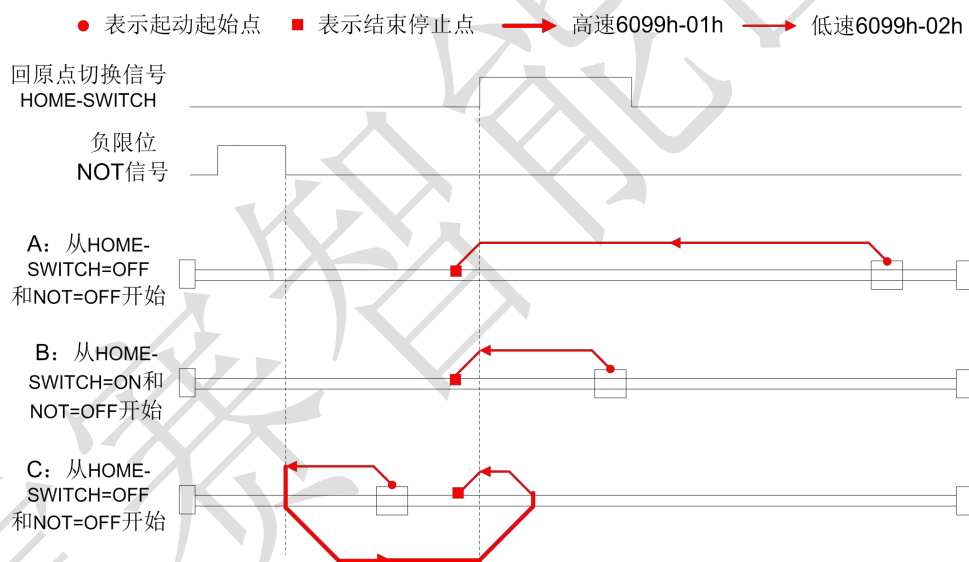 表示起动起始点 表示结束停止点 高速6099h-01h 低速6099h-02h
回原点切换信号
HOME-SWITCH
负限位
NOT信号
A：从HOME-
SWITCH=OFF
和NOT=OFF开始
B：从HOME-
SWITCH=ON和
NOT=OFF开始
C：从HOME-
SWITCH=OFF
和NOT=OFF开始
赛智能